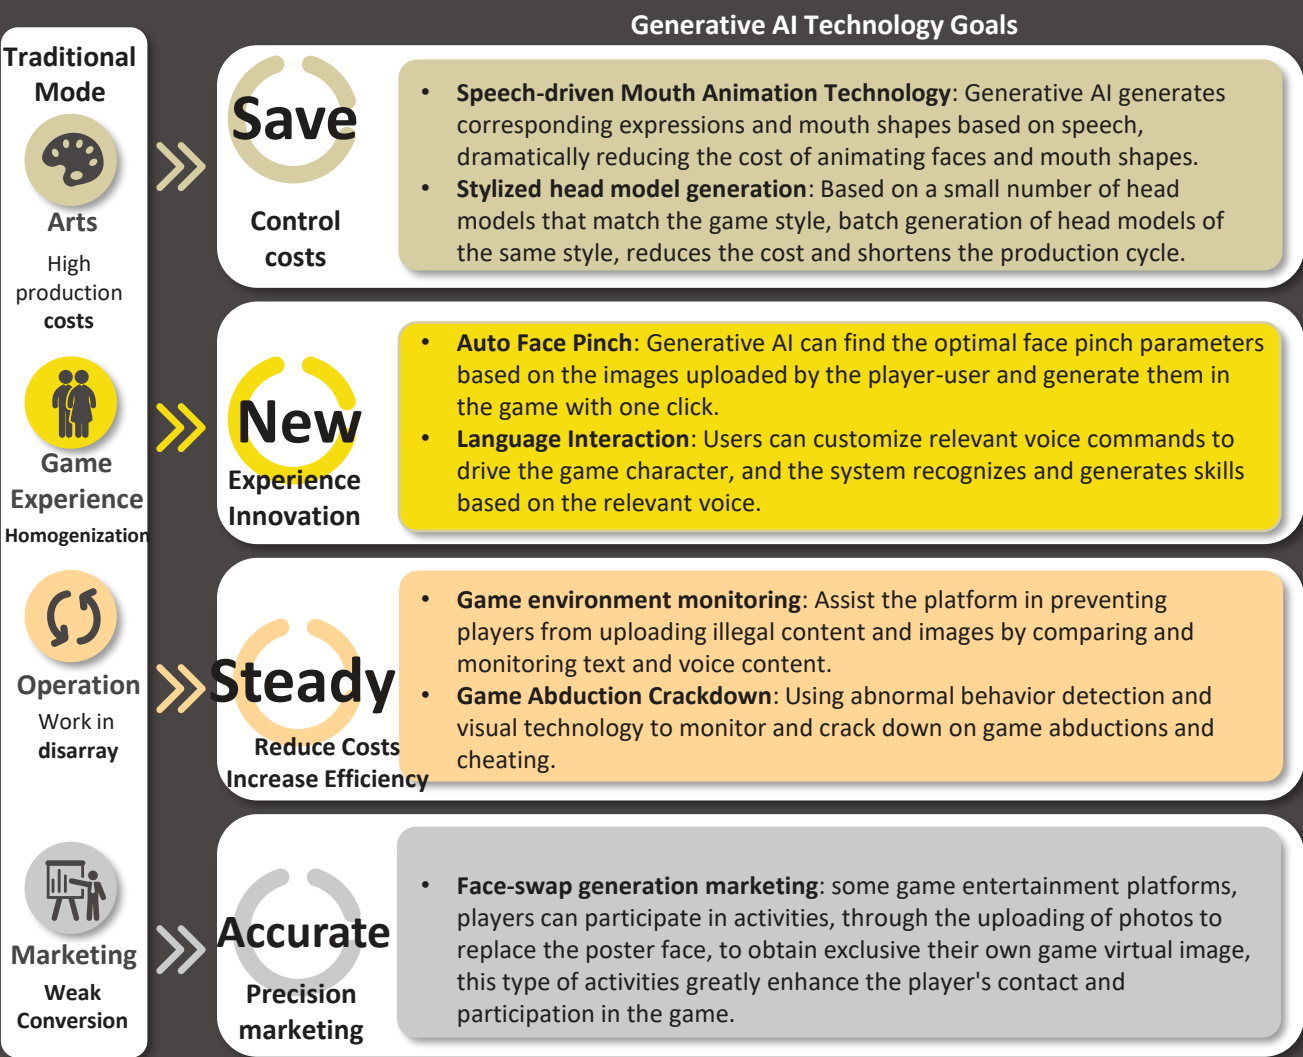 Generative AI Technology Goals
Traditional
Mode
Arts
High
production
costs
Save
Control
costs
• Speech-driven Mouth Animation Technology: Generative AI generates
corresponding expressions and mouth shapes based on speech,
dramatically reducing the cost of animating faces and mouth shapes.
• Stylized head model generation: Based on a small number of head
models that match the game style, batch generation of head models of
the same style, reduces the cost and shortens the production cycle.
Game
Experience
Homogenization
New
Experience
Innovation
• Auto Face Pinch: Generative AI can find the optimal face pinch parameters
based on the images uploaded by the player-user and generate them in
the game with one click.
• Language Interaction: Users can customize relevant voice commands to
drive the game character, and the system recognizes and generates skills
based on the relevant voice.
Operation
Work in
disarray
Steady
Reduce Costs
Increase Efficiency
• Game environment monitoring: Assist the platform in preventing
players from uploading illegal content and images by comparing and
monitoring text and voice content.
• Game Abduction Crackdown: Using abnormal behavior detection and
visual technology to monitor and crack down on game abductions and
cheating.
Marketing
Weak
Conversion
Accurate
Precision
marketing
• Face-swap generation marketing: some game entertainment platforms,
players can participate in activities, through the uploading of photos to
replace the poster face, to obtain exclusive their own game virtual image,
this type of activities greatly enhance the player's contact and
participation in the game.